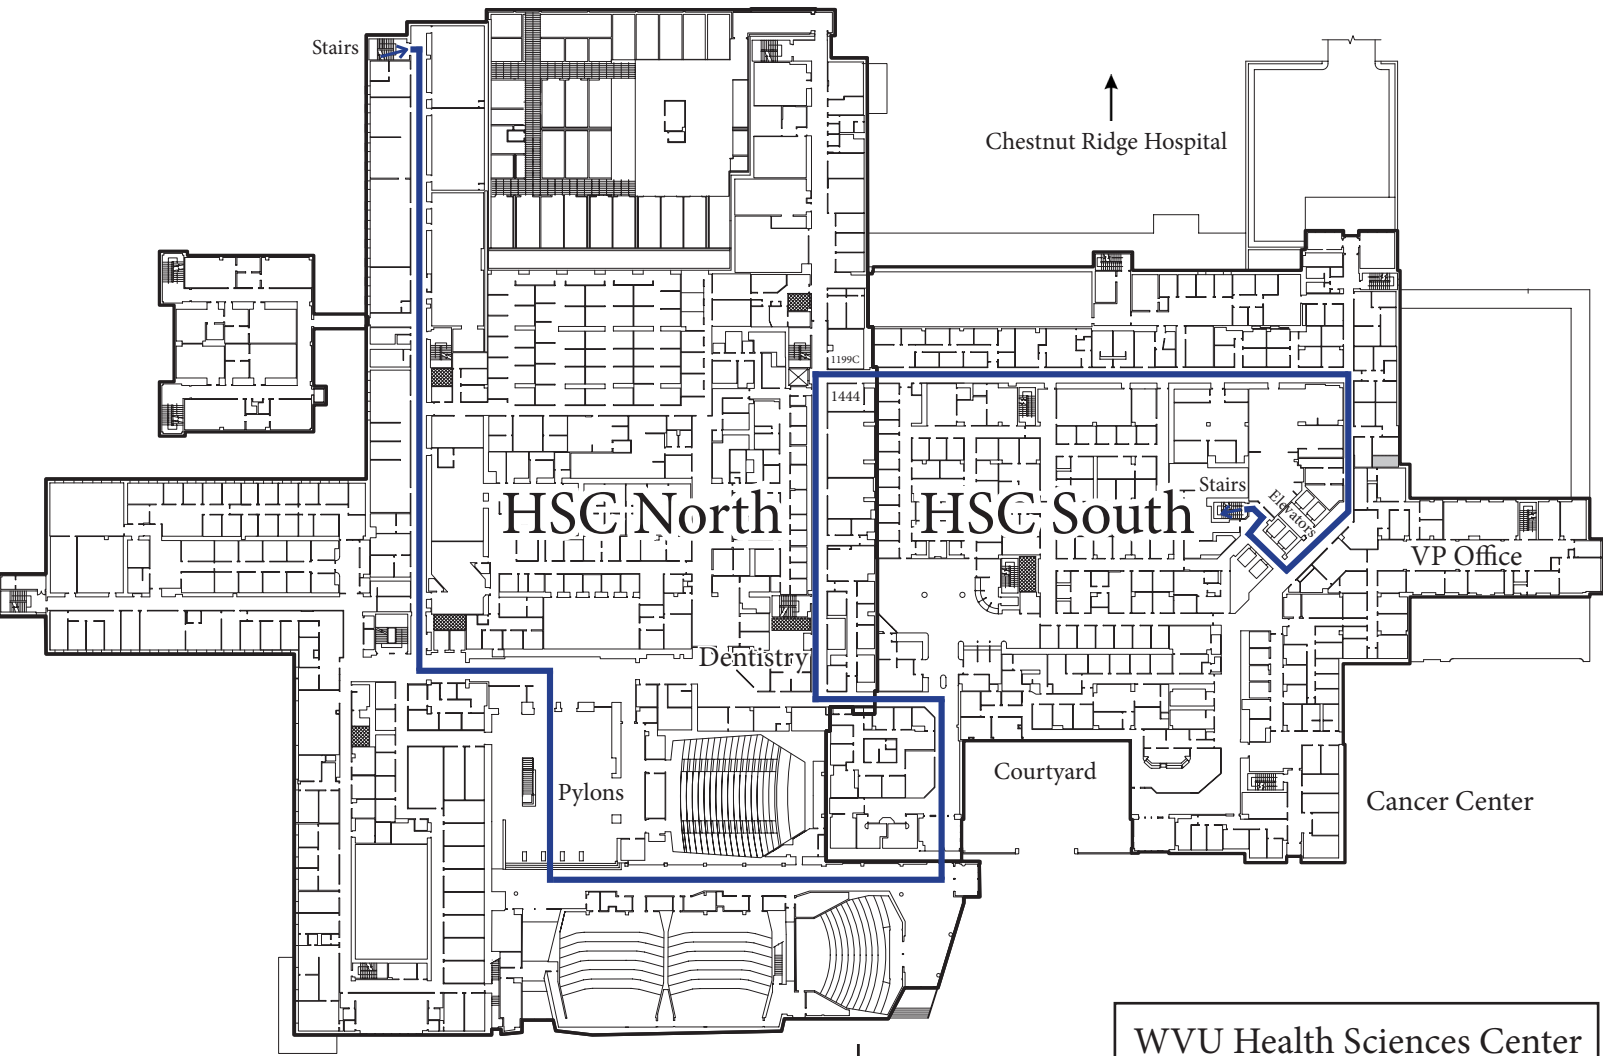 Stairs
Chestnut Ridge Hospital
1199C
1444
HSC North
HSC South
Stairs
Elevators
VP Office
Dentistry
Pylons
Courtyard
Cancer Center
WVU Health Sciences Center